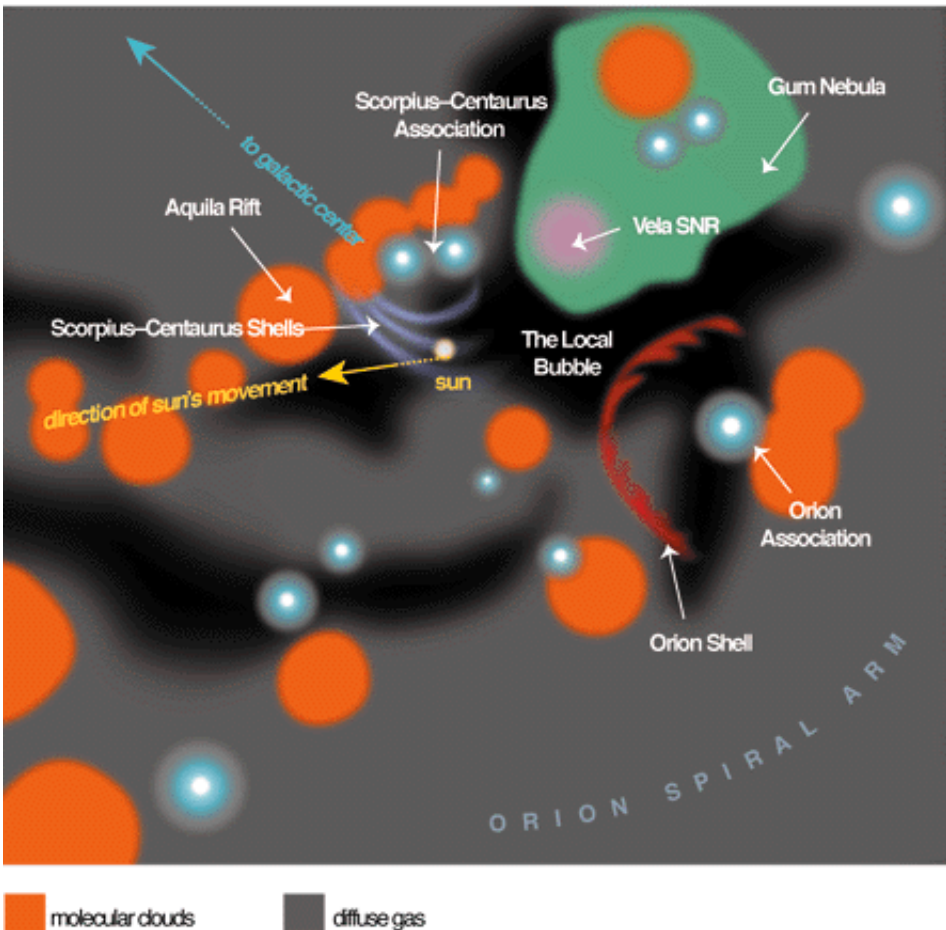 Gum Nebula
Scorpius–Centaurus
Association
to galactic center
Aquila Rift
Vela SNR
Scorpius–Centaurus Shells
The Local
Bubble
sun
direction of sun's movement
Orion
Association
Orion Shell
ORION SPIRAL ARM
molecular clouds
diffuse gas